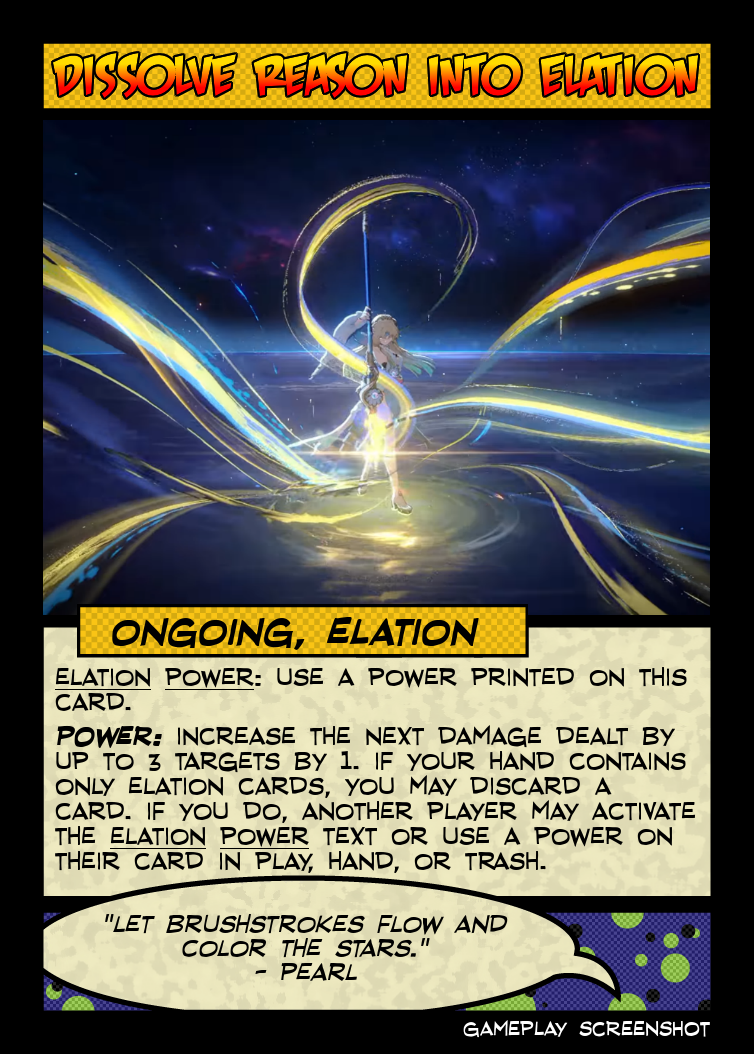 DISSOLVE REASON INTO ELATION
ONGOING, ELATION
ELATION POWER: USE A POWER PRINTED ON THIS
CARD.
POWER: INCREASE THE NEXT DAMAGE DEALT BY
UP TO 3 TARGETS BY 1. IF YOUR HAND CONTAINS
ONLY ELATION CARDS, YOU MAY DISCARD A
CARD. IF YOU DO, ANOTHER PLAYER MAY ACTIVATE
THE ELATION POWER TEXT OR USE A POWER ON
THEIR CARD IN PLAY, HAND, OR TRASH.
"LET BRUSHSTROKES FLOW AND
COLOR THE STARS."
- PEARL
GAMEPLAY SCREENSHOT